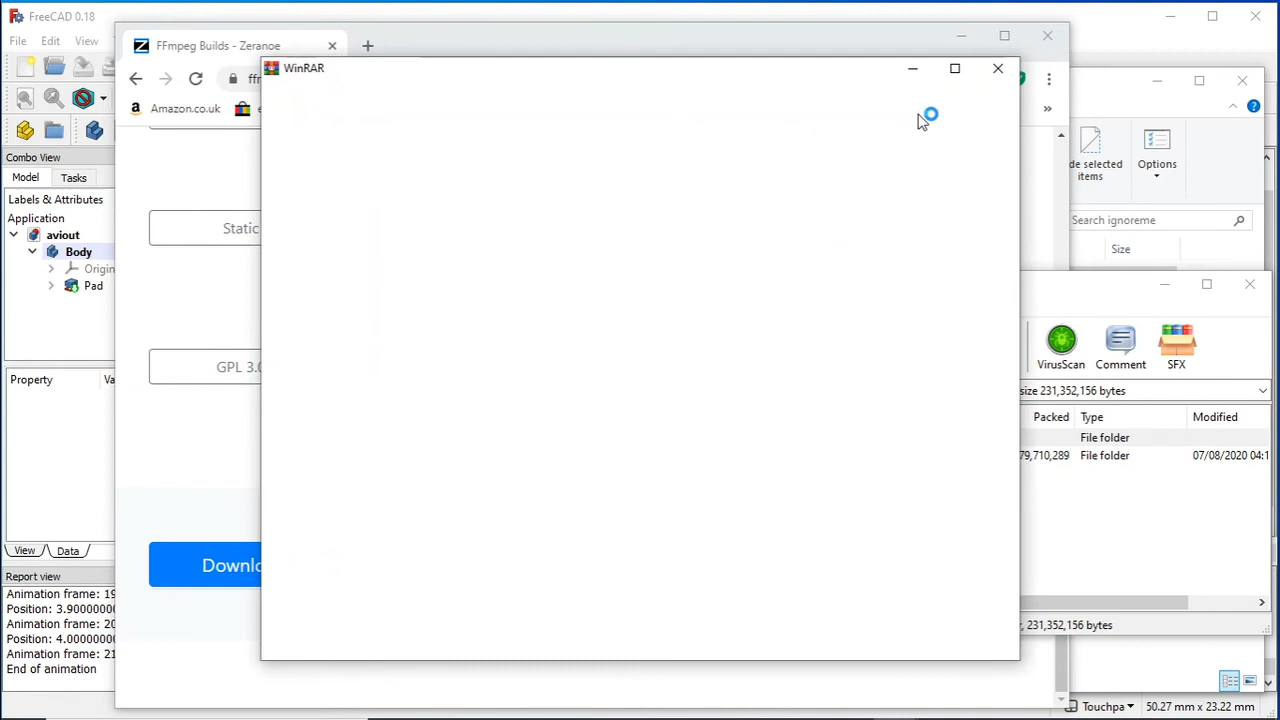 FreeCAD 0.18
File Edit View
FFmpeg Builds - Zeranoe
Amazon.co.uk
WinRAR
Combo View
Model Tasks
Labels & Attributes
Application
aviout
Body
Origin
Pad
Property
View Data
Report view
Animation frame: 19
Position: 3.90000000
Animation frame: 20
Position: 4.00000000
Animation frame: 21
End of animation
Static
GPL 3.0
Downlo
de selected
items
Options
Search ignoreme
Size
VirusScan Comment SFX
size 231,352,156 bytes
Packed Type Modified
File folder
79,710,289 File folder 07/08/2020 04:1
231,352,156 bytes
Touchpa 50.27 mm x 23.22 mm